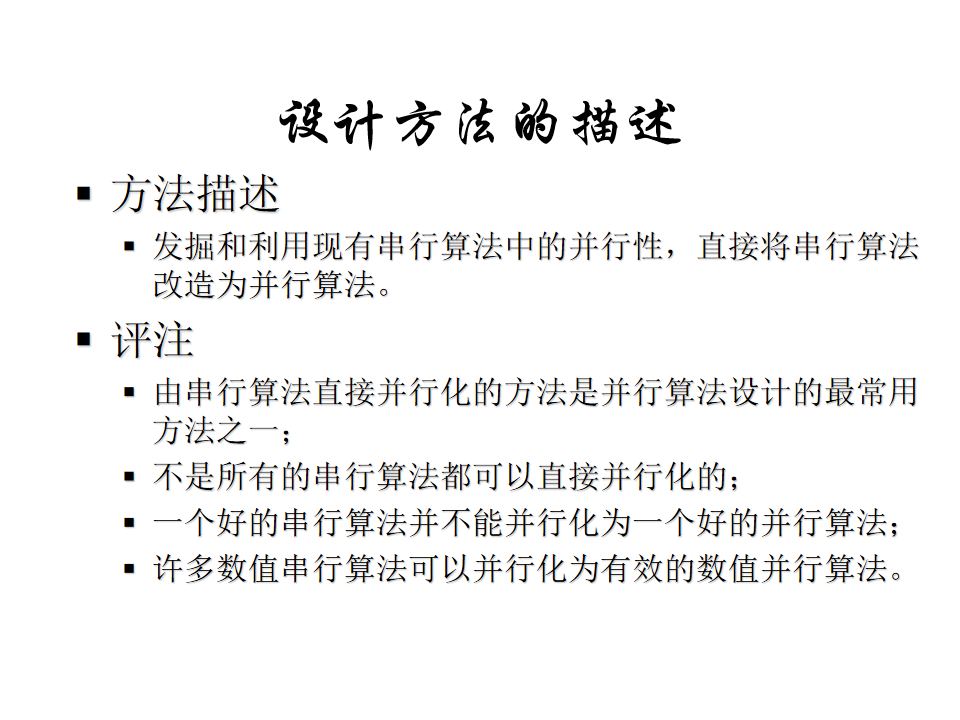 设计方法的描述
▪ 方法描述
▪ 发掘和利用现有串行算法中的并行性，直接将串行算法
改造为并行算法。
▪ 评注
▪ 由串行算法直接并行化的方法是并行算法设计的最常用
方法之一；
▪ 不是所有的串行算法都可以直接并行化的；
▪ 一个好的串行算法并不能并行化为一个好的并行算法；
▪ 许多数值串行算法可以并行化为有效的数值并行算法。